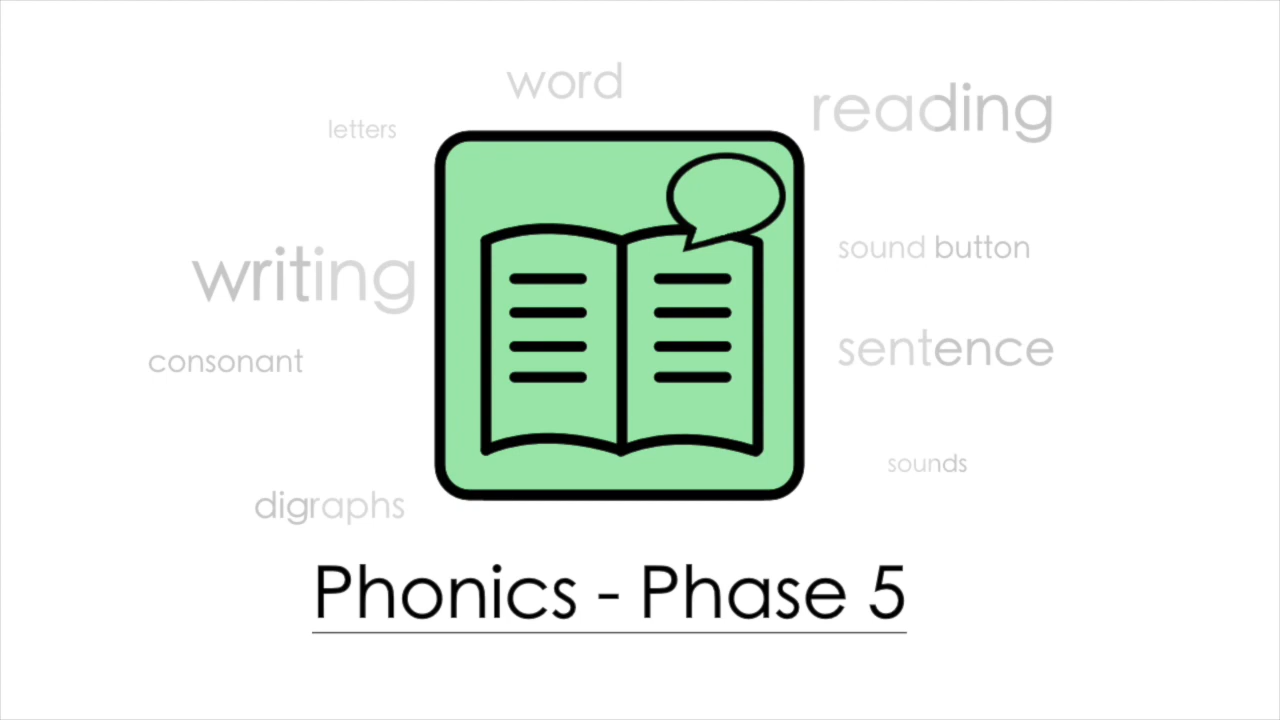 word
reading
letters
sound button
writing
sentence
consonant
sounds
digraphs
Phonics - Phase 5